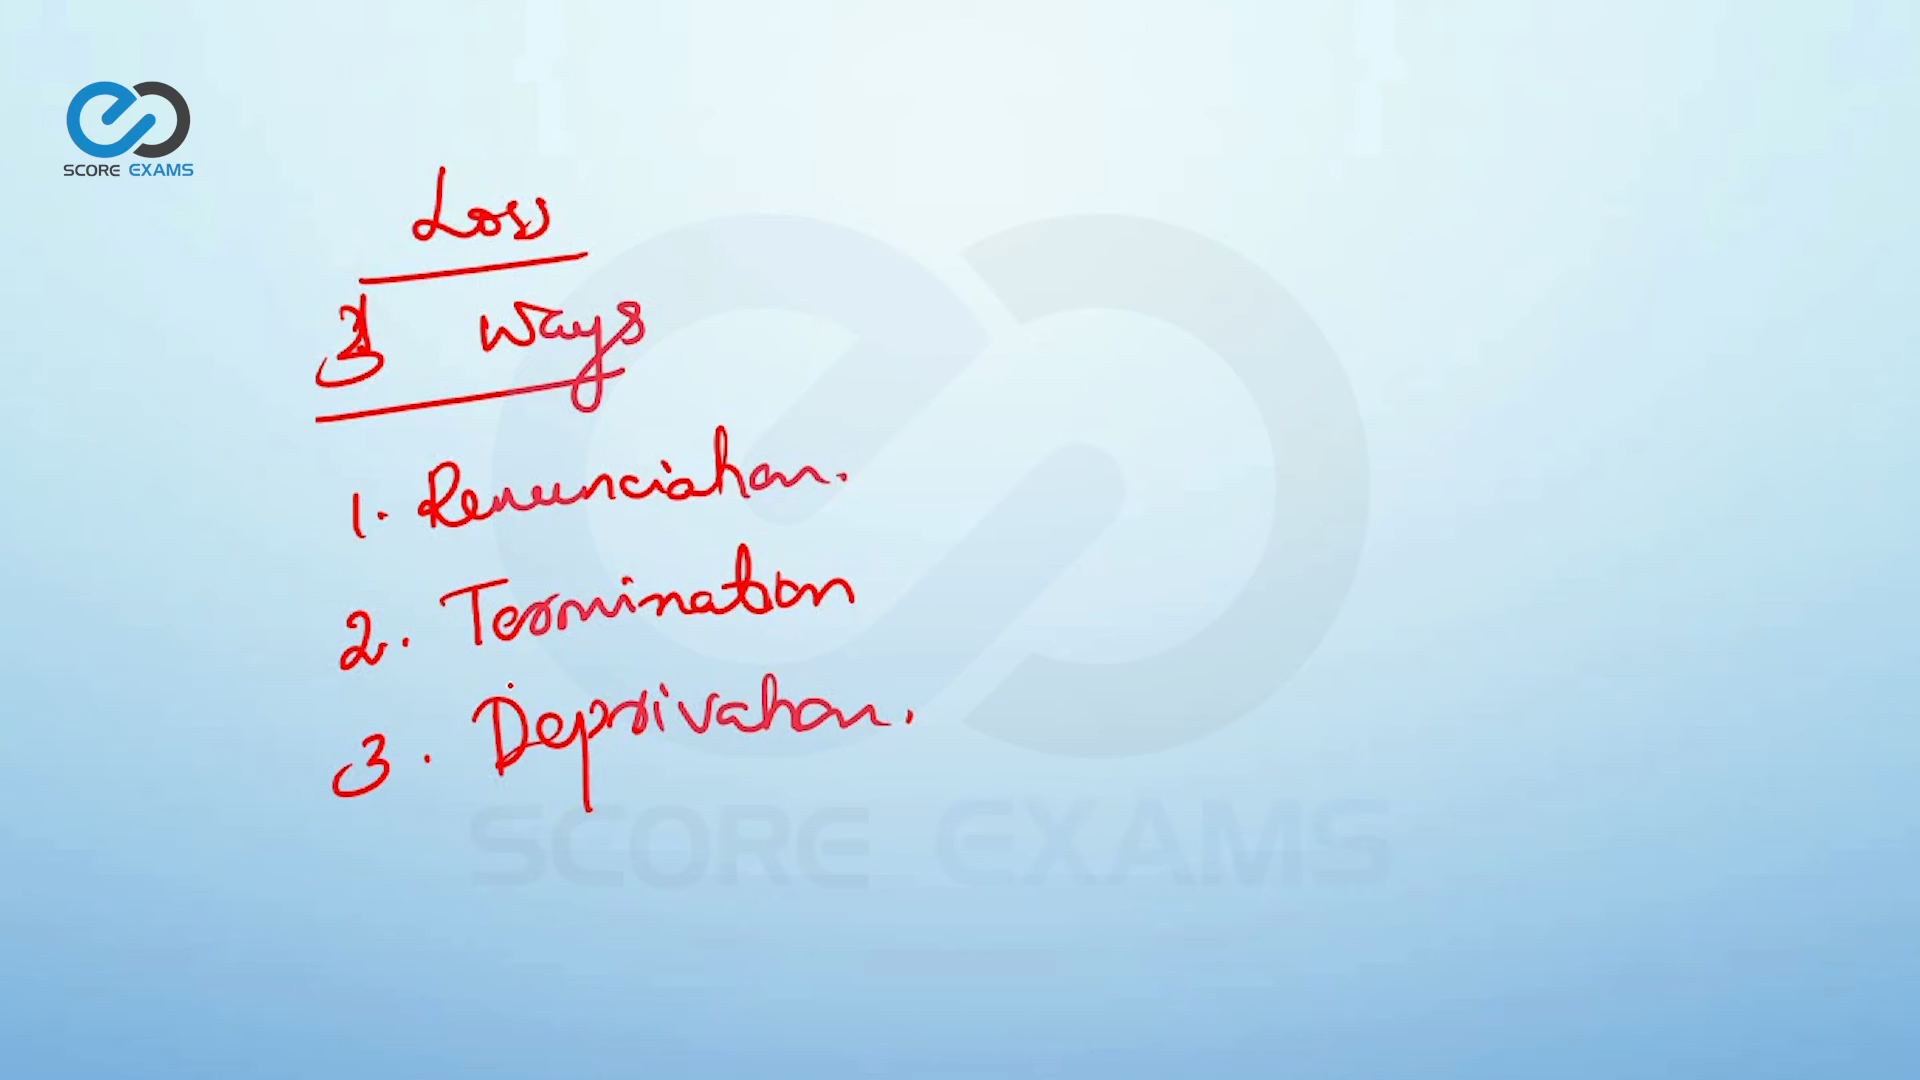 SCORE EXAMS
Loss
3 Ways
1. Renunciation.
2. Termination
3. Deprivation.
SCORE EXAMS